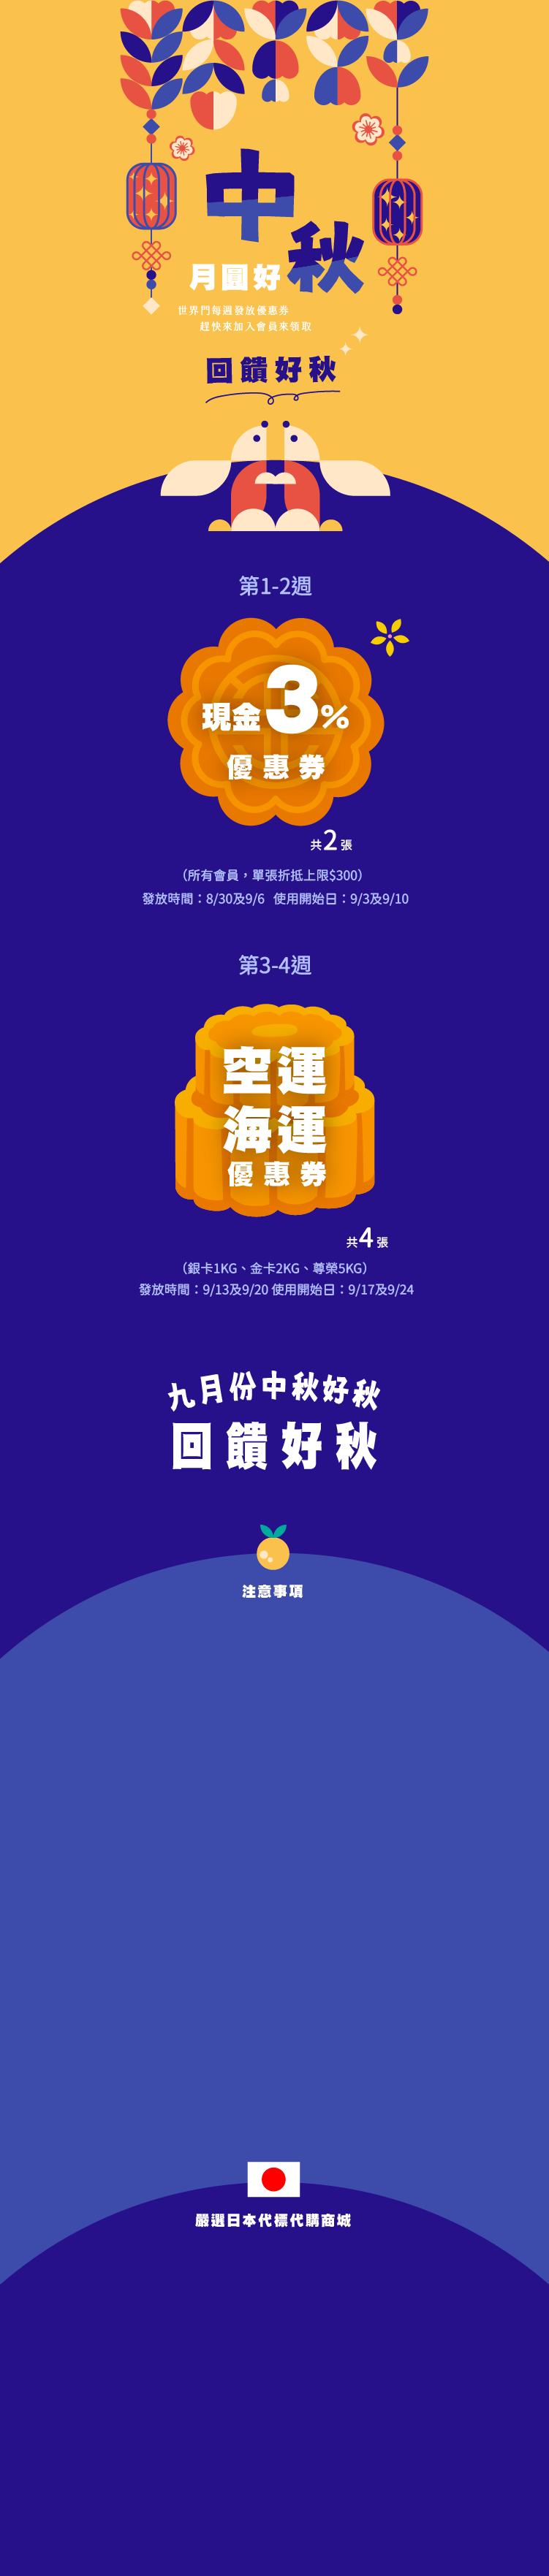 中秋
月圓好
世界門每週發放優惠券
趕快來加入會員來領取
回饋好秋
第1-2週
現金3%
優惠券
共2張
（所有會員，單張折抵上限$300）
發放時間：8/30及9/6 使用開始日：9/3及9/10
第3-4週
空運
海運
優惠券
共4張
（銀卡1KG、金卡2KG、尊榮5KG）
發放時間：9/13及9/20 使用開始日：9/17及9/24
九月份中秋好秋
回饋好秋
注意事項
嚴選日本代標代購商城